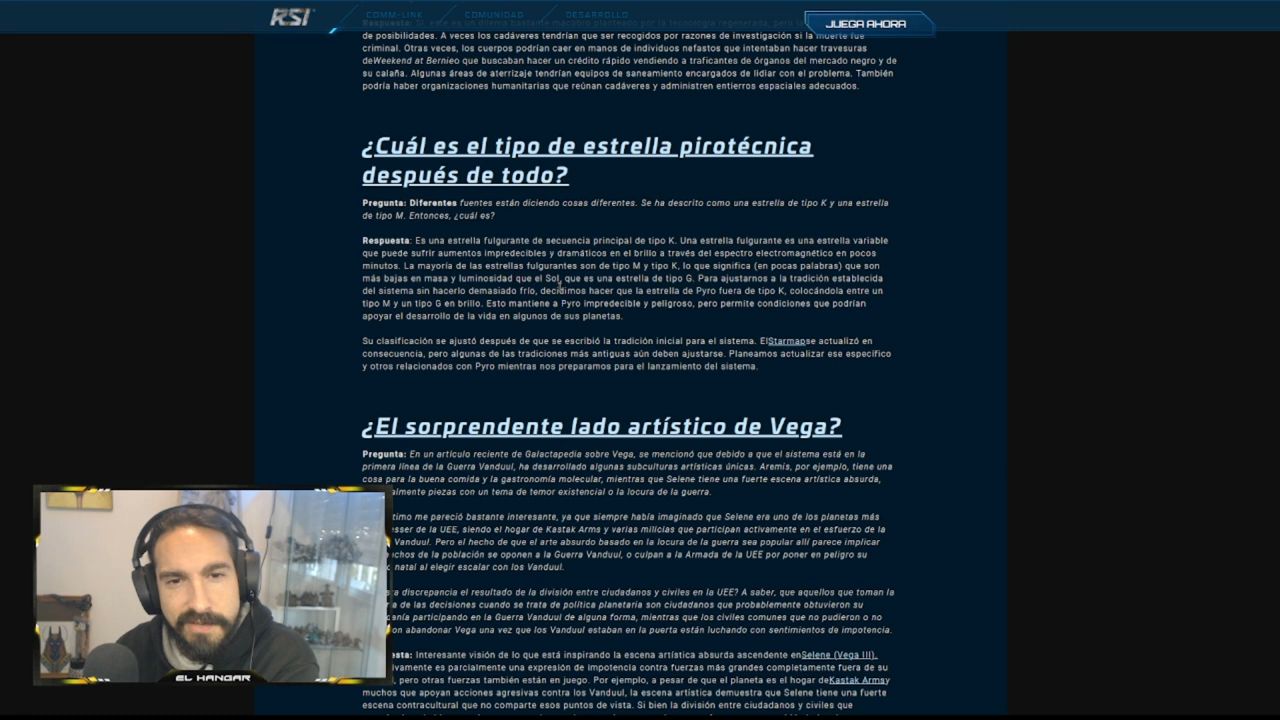 RSI
COMM-LINK
COMUNIDAD
DESARROLLO
JUEGA AHORA
Respuesta: Sí, este es un dilema bastante macabro planteado por la tecnología regenerada, pero
de posibilidades. A veces los cadáveres tendrían que ser recogidos por razones de investigación si la muerte fue
criminal. Otras veces, los cuerpos podrían caer en manos de individuos nefastos que intentaban hacer travesuras
deWeekend at Bernieo que buscaban hacer un crédito rápido vendiendo a traficantes de órganos del mercado negro y de
su calaña. Algunas áreas de aterrizaje tendrían equipos de saneamiento encargados de lidiar con el problema. También
podría haber organizaciones humanitarias que reúnan cadáveres y administren entierros espaciales adecuados.
¿Cuál es el tipo de estrella pirotécnica
después de todo?
Pregunta: Diferentes fuentes están diciendo cosas diferentes. Se ha descrito como una estrella de tipo K y una estrella
de tipo M. Entonces, ¿cuál es?
Respuesta: Es una estrella fulgurante de secuencia principal de tipo K. Una estrella fulgurante es una estrella variable
que puede sufrir aumentos impredecibles y dramáticos en el brillo a través del espectro electromagnético en pocos
minutos. La mayoría de las estrellas fulgurantes son de tipo M y tipo K, lo que significa (en pocas palabras) que son
más bajas en masa y luminosidad que el Sol, que es una estrella de tipo G. Para ajustarnos a la tradición establecida
del sistema sin hacerlo demasiado frío, decidimos hacer que la estrella de Pyro fuera de tipo K, colocándola entre un
tipo M y un tipo G en brillo. Esto mantiene a Pyro impredecible y peligroso, pero permite condiciones que podrían
apoyar el desarrollo de la vida en algunos de sus planetas.
Su clasificación se ajustó después de que se escribió la tradición inicial para el sistema. ElStarmapse actualizó en
consecuencia, pero algunas de las tradiciones más antiguas aún deben ajustarse. Planeamos actualizar ese específico
y otros relacionados con Pyro mientras nos preparamos para el lanzamiento del sistema.
¿El sorprendente lado artístico de Vega?
Pregunta: En un artículo reciente de Galactapedia sobre Vega, se mencionó que debido a que el sistema está en la
primera línea de la Guerra Vanduul, ha desarrollado algunas subculturas artísticas únicas. Aremis, por ejemplo, tiene una
cosa para la buena comida y la gastronomía molecular, mientras que Selene tiene una fuerte escena artística absurda,
almente piezas con un tema de temor existencial o la locura de la guerra.
timo me pareció bastante interesante, ya que siempre había imaginado que Selene era uno de los planetas más
esser de la UEE, siendo el hogar de Kastak Arms y varias milicias que participan activamente en el esfuerzo de la
Vanduul. Pero el hecho de que el arte absurdo basado en la locura de la guerra sea popular allí parece implicar
chos de la población se oponen a la Guerra Vanduul, o culpan a la Armada de la UEE por poner en peligro su
natal al elegir escalar con los Vanduul.
a discrepancia el resultado de la división entre ciudadanos y civiles en la UEE? A saber, que aquellos que toman la
a de las decisiones cuando se trata de política planetaria son ciudadanos que probablemente obtuvieron su
anía participando en la Guerra Vanduul de alguna forma, mientras que los civiles comunes que no pudieron o no
on abandonar Vega una vez que los Vanduul estaban en la puerta están luchando con sentimientos de impotencia.
esta: Interesante visión de lo que está inspirando la escena artística absurda ascendente enSelene (Vega III).
ivamente es parcialmente una expresión de impotencia contra fuerzas más grandes completamente fuera de su
, pero otras fuerzas también están en juego. Por ejemplo, a pesar de que el planeta es el hogar deKastak Armsy
muchos que apoyan acciones agresivas contra los Vanduul, la escena artística demuestra que Selene tiene una fuerte
escena contracultural que no comparte esos puntos de vista. Si bien la división entre ciudadanos y civiles que
EL HANGAR